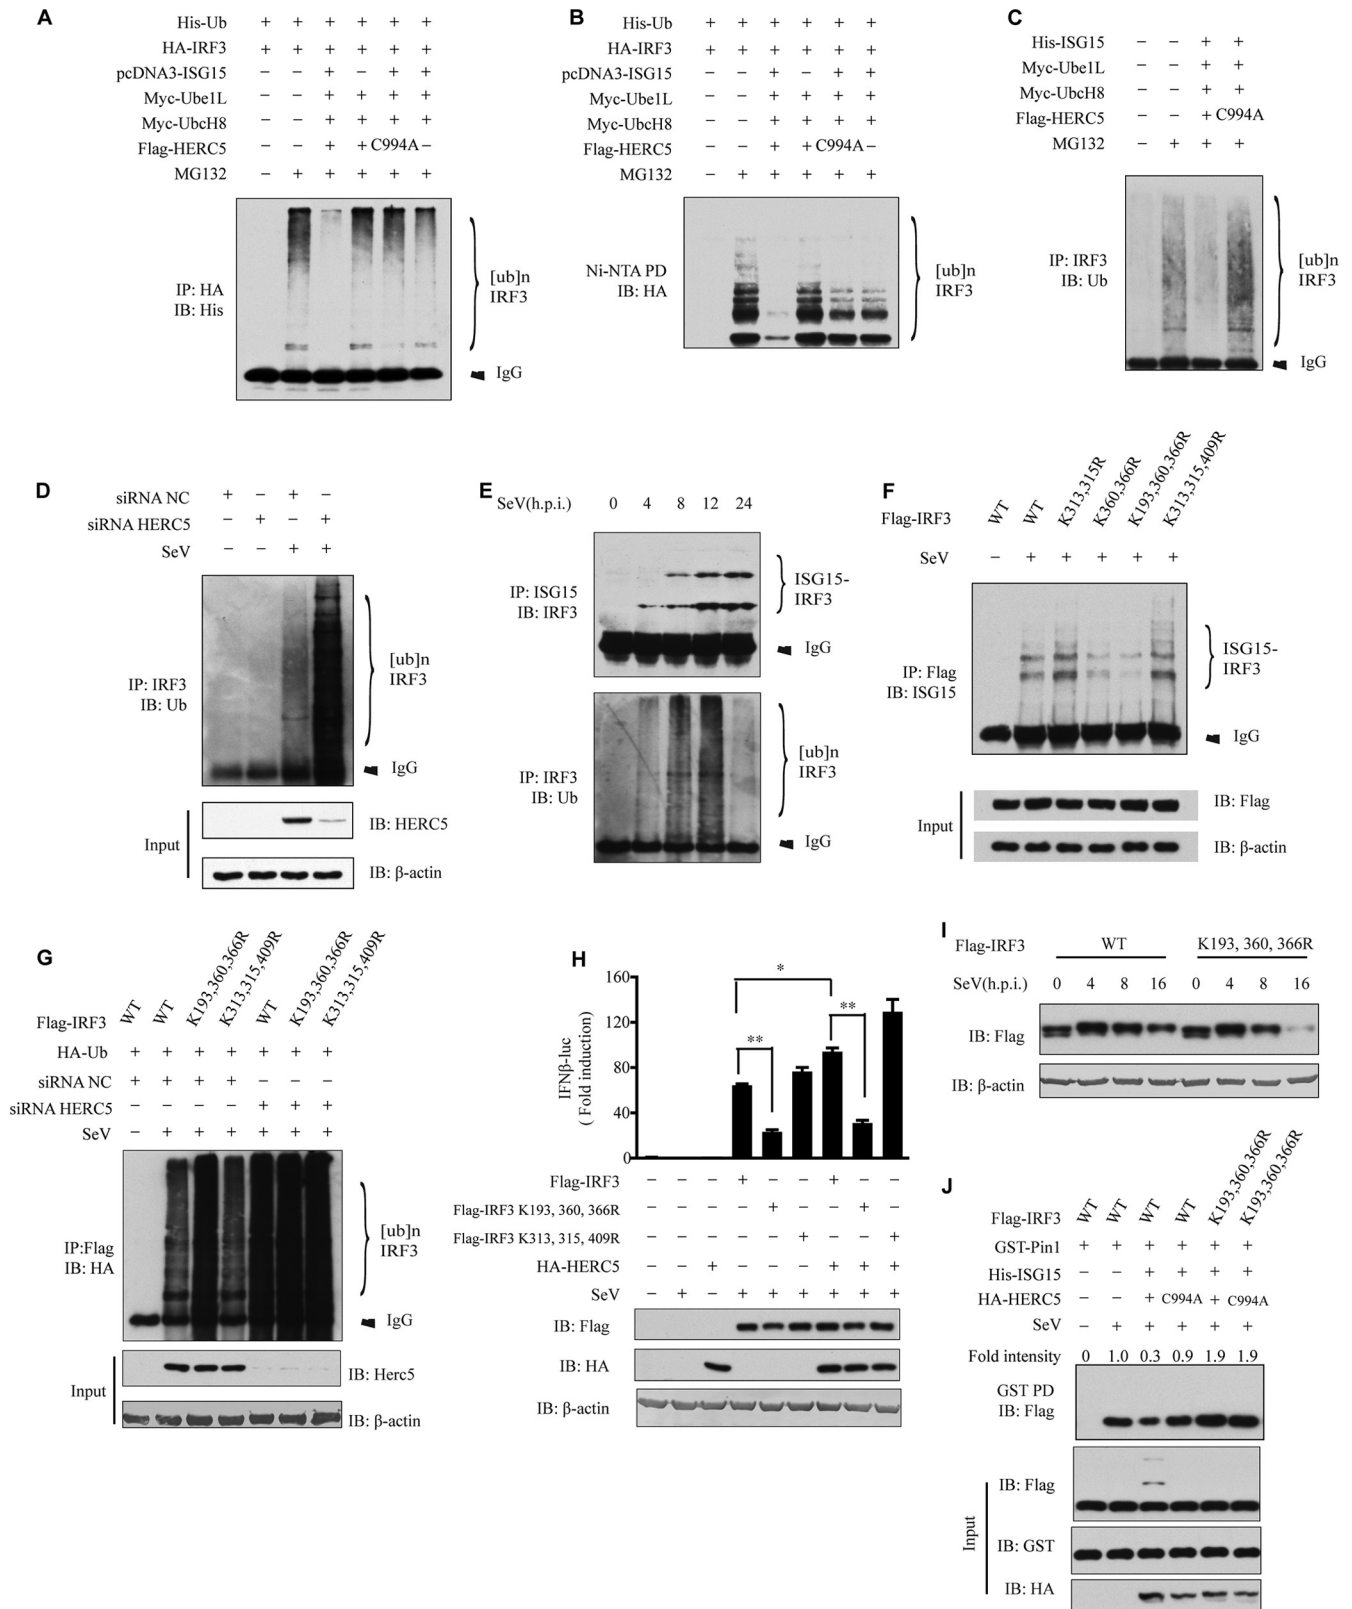 A
His-Ub + + + + + +
HA-IRF3 + + + + + +
pcDNA3-ISG15 – – + – + +
Myc-Ube1L – – + + + +
Myc-UbcH8 – – + + + +
Flag-HERC5 – – + + C994A –
MG132 – + + + + +
IP: HA
IB: His
[ub]n
IRF3
IgG
B
His-Ub + + + + + +
HA-IRF3 + + + + + +
pcDNA3-ISG15 – – + – + +
Myc-Ube1L – – + + + +
Myc-UbcH8 – – + + + +
Flag-HERC5 – – + + C994A –
MG132 – + + + + +
Ni-NTA PD
IB: HA
[ub]n
IRF3
IgG
C
His-ISG15 – – + +
Myc-Ube1L – – + +
Myc-UbcH8 – – + +
Flag-HERC5 – – + C994A
MG132 – + + +
IP: IRF3
IB: Ub
[ub]n
IRF3
IgG
D
siRNA NC + – + –
siRNA HERC5 – + – +
SeV – – + +
IP: IRF3
IB: Ub
[ub]n
IRF3
IgG
Input
IB: HERC5
IB: β-actin
E
SeV(h.p.i.) 0 4 8 12 24
IP: ISG15
IB: IRF3
ISG15-
IRF3
IgG
IP: IRF3
IB: Ub
[ub]n
IRF3
IgG
F
Flag-IRF3 WT WT K313,315R K360,366R K193,360,366R K313,315,409R
SeV – + + + + +
IP: Flag
IB: ISG15
ISG15-
IRF3
IgG
Input
IB: Flag
IB: β-actin
G
Flag-IRF3 WT WT K193,360,366R K313,315,409R WT K193,360,366R K313,315,409R
HA-Ub + + + + + + +
siRNA NC + + + + – – –
siRNA HERC5 – – – – + + +
SeV – + + + + + +
IP:Flag
IB: HA
[ub]n
IRF3
IgG
Input
IB: Herc5
IB: β-actin
H
IFNβ-luc
( Fold induction)
160
120
80
40
0
*
**
**
Flag-IRF3 – – – + – – + – –
Flag-IRF3 K193, 360, 366R – – – – + – – + –
Flag-IRF3 K313, 315, 409R – – – – – + – – +
HA-HERC5 – – + – – – + + +
SeV – + – + + + + + +
IB: Flag
IB: HA
IB: β-actin
I
Flag-IRF3 WT K193, 360, 366R
SeV(h.p.i.) 0 4 8 16 0 4 8 16
IB: Flag
IB: β-actin
J
Flag-IRF3 WT WT WT WT K193,360,366R K193,360,366R
GST-Pin1 + + + + + +
His-ISG15 – – + + + +
HA-HERC5 – – + C994A + C994A
SeV – + + + + +
Fold intensity 0 1.0 0.3 0.9 1.9 1.9
GST PD
IB: Flag
Input
IB: Flag
IB: GST
IB: HA